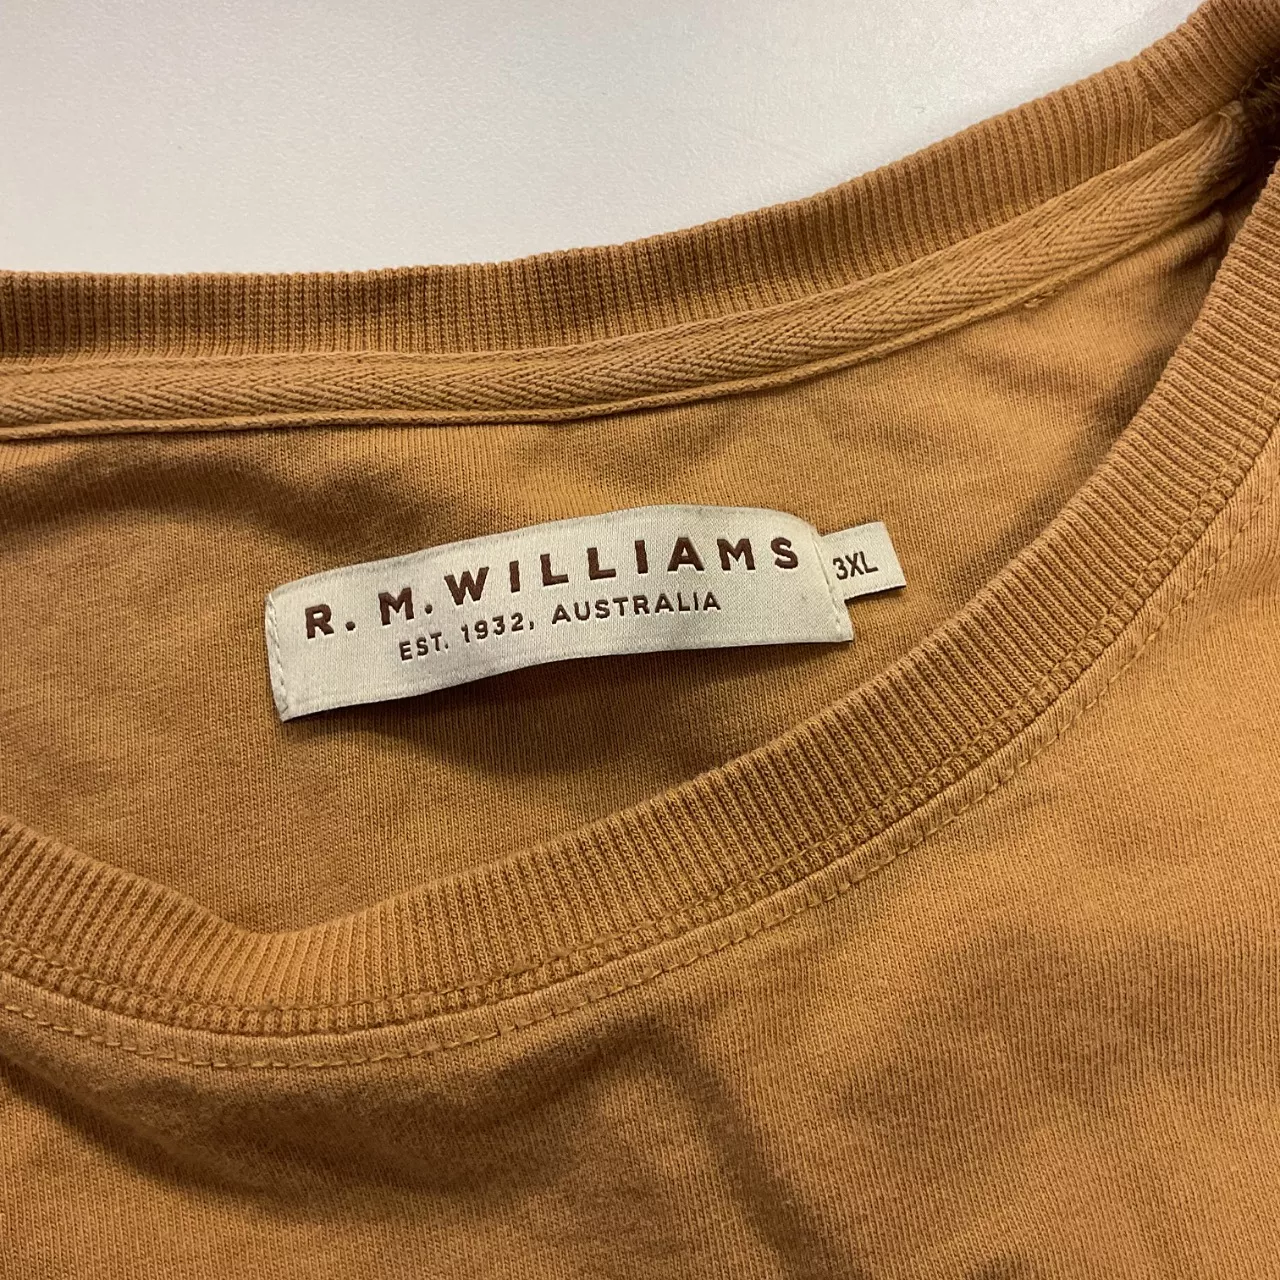 R. M. WILLIAMS
EST. 1932, AUSTRALIA
3XL